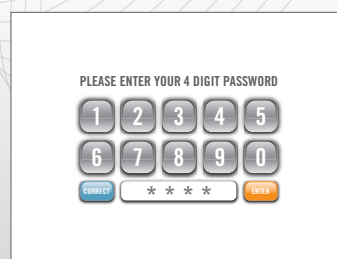 PLEASE ENTER YOUR 4 DIGIT PASSWORD
1 2 3 4 5
6 7 8 9 0
CORRECT * * * * ENTER